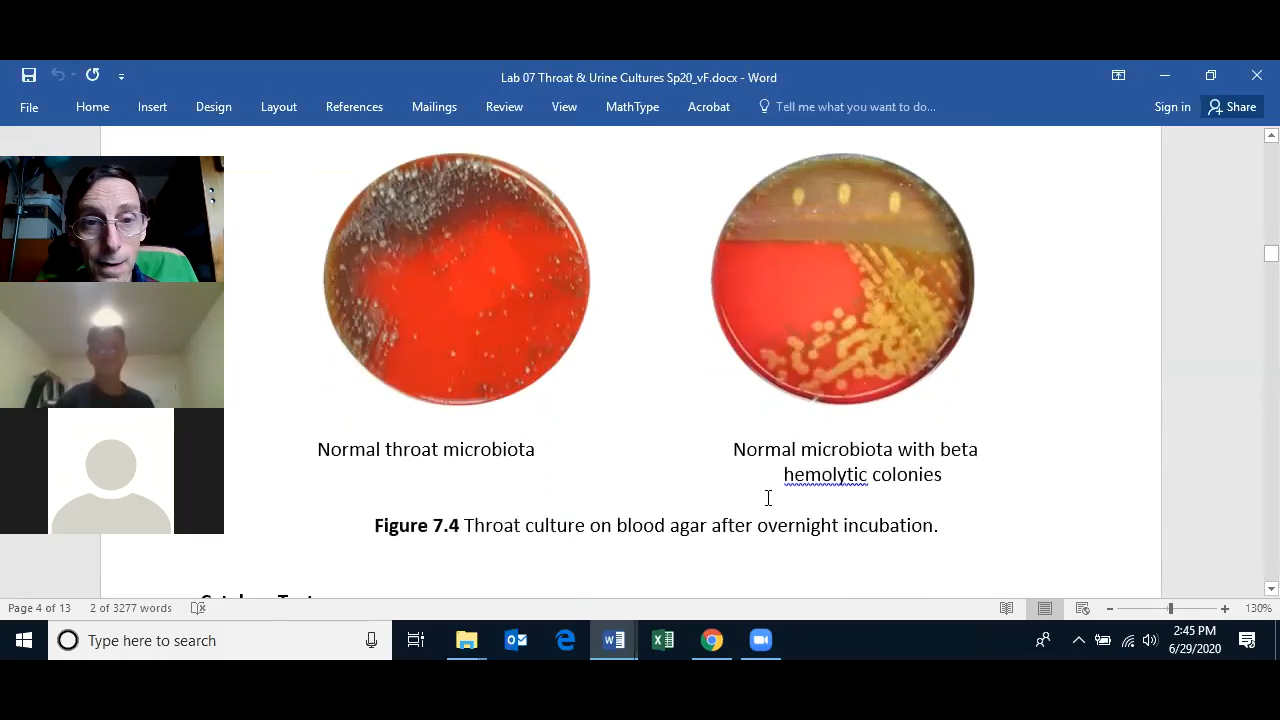 Lab 07 Throat & Urine Cultures Sp20_vF.docx - Word
File Home Insert Design Layout References Mailings Review View MathType Acrobat Tell me what you want to do... Sign in Share
Normal throat microbiota
Normal microbiota with beta
hemolytic colonies
Figure 7.4 Throat culture on blood agar after overnight incubation.
Page 4 of 13 2 of 3277 words 130%
Type here to search
2:45 PM
6/29/2020